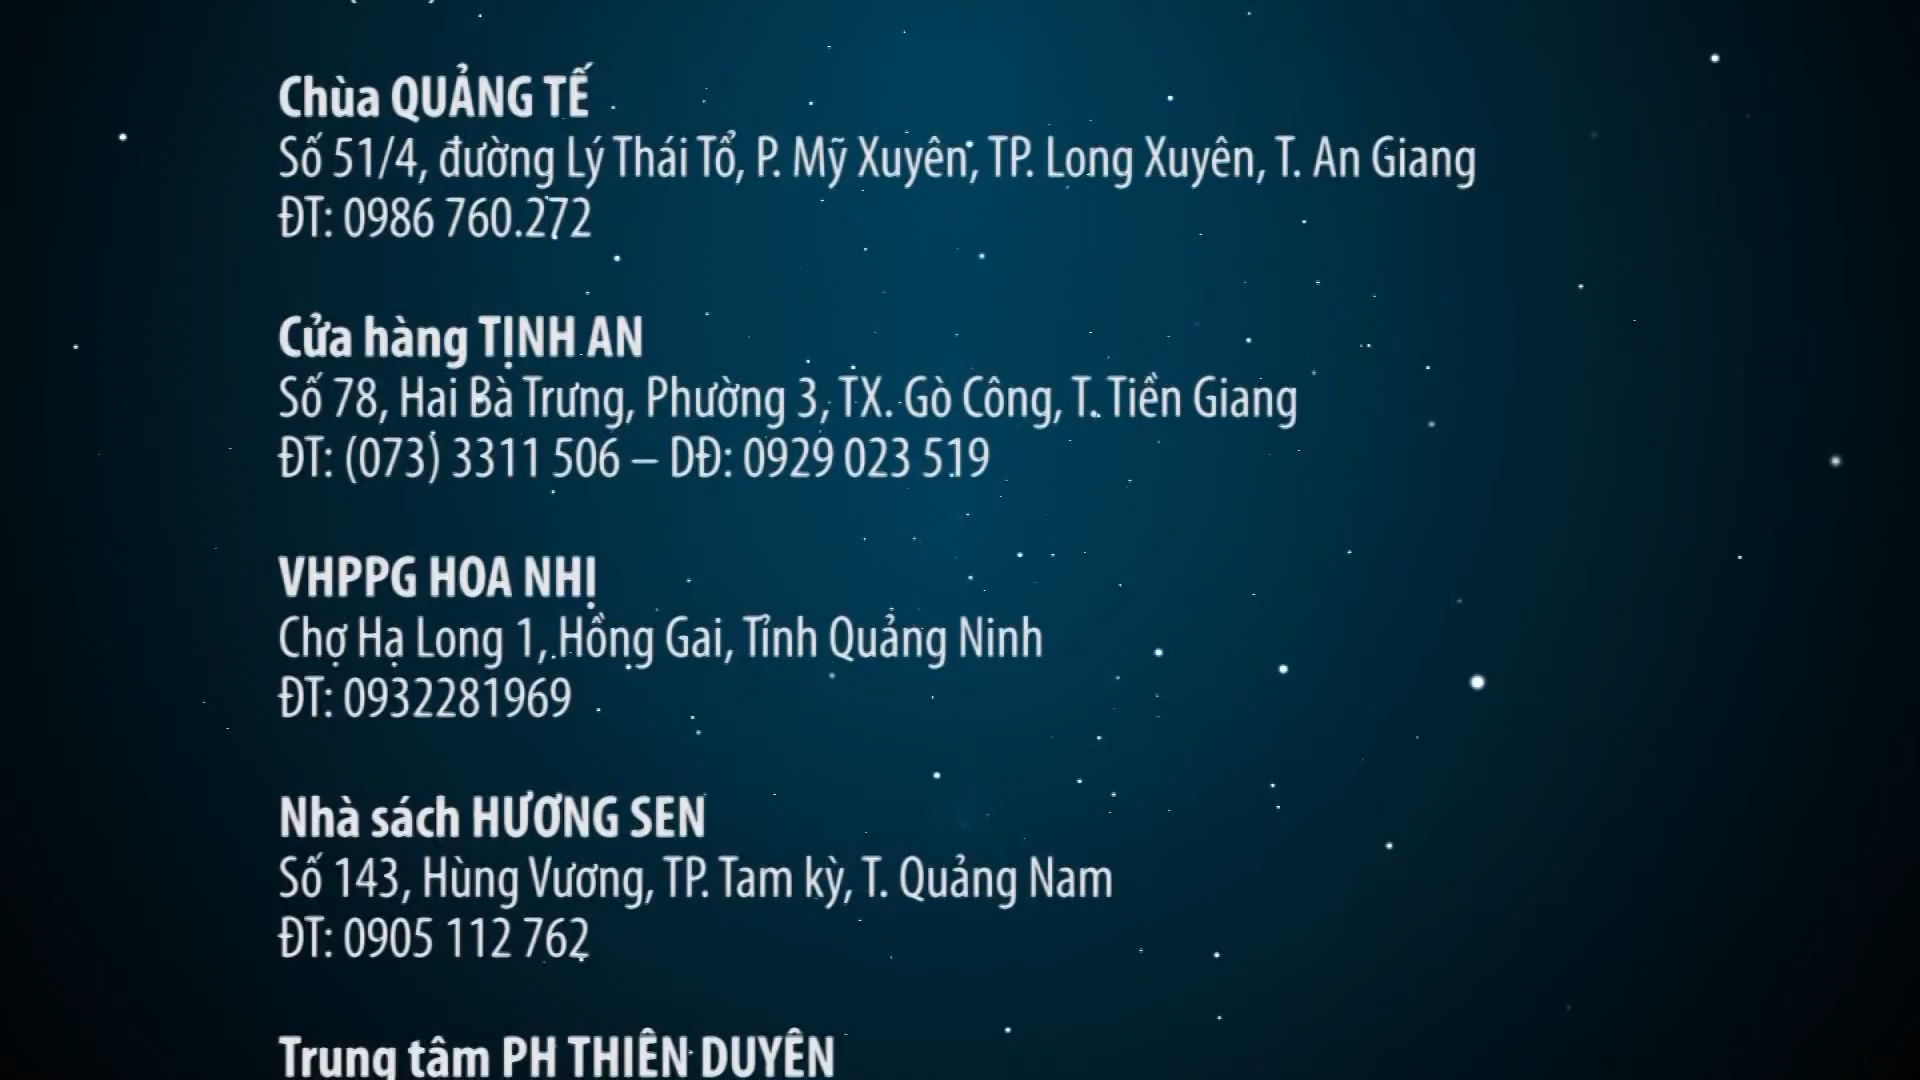 Chùa QUẢNG TẾ
Số 51/4, đường Lý Thái Tổ, P. Mỹ Xuyên, TP. Long Xuyên, T. An Giang
ĐT: 0986 760.272
Cửa hàng TỊNH AN
Số 78, Hai Bà Trưng, Phường 3, TX. Gò Công, T. Tiền Giang
ĐT: (073) 3311 506 – DĐ: 0929 023 519
VHPPG HOA NHỊ
Chợ Hạ Long 1, Hồng Gai, Tỉnh Quảng Ninh
ĐT: 0932281969
Nhà sách HƯƠNG SEN
Số 143, Hùng Vương, TP. Tam kỳ, T. Quảng Nam
ĐT: 0905 112 762
Trung tâm PH THIÊN DUYÊN